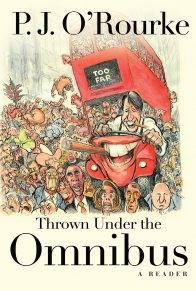 P. J. O’Rourke
TOO
FAR
Thrown Under the
Omnibus
A READER